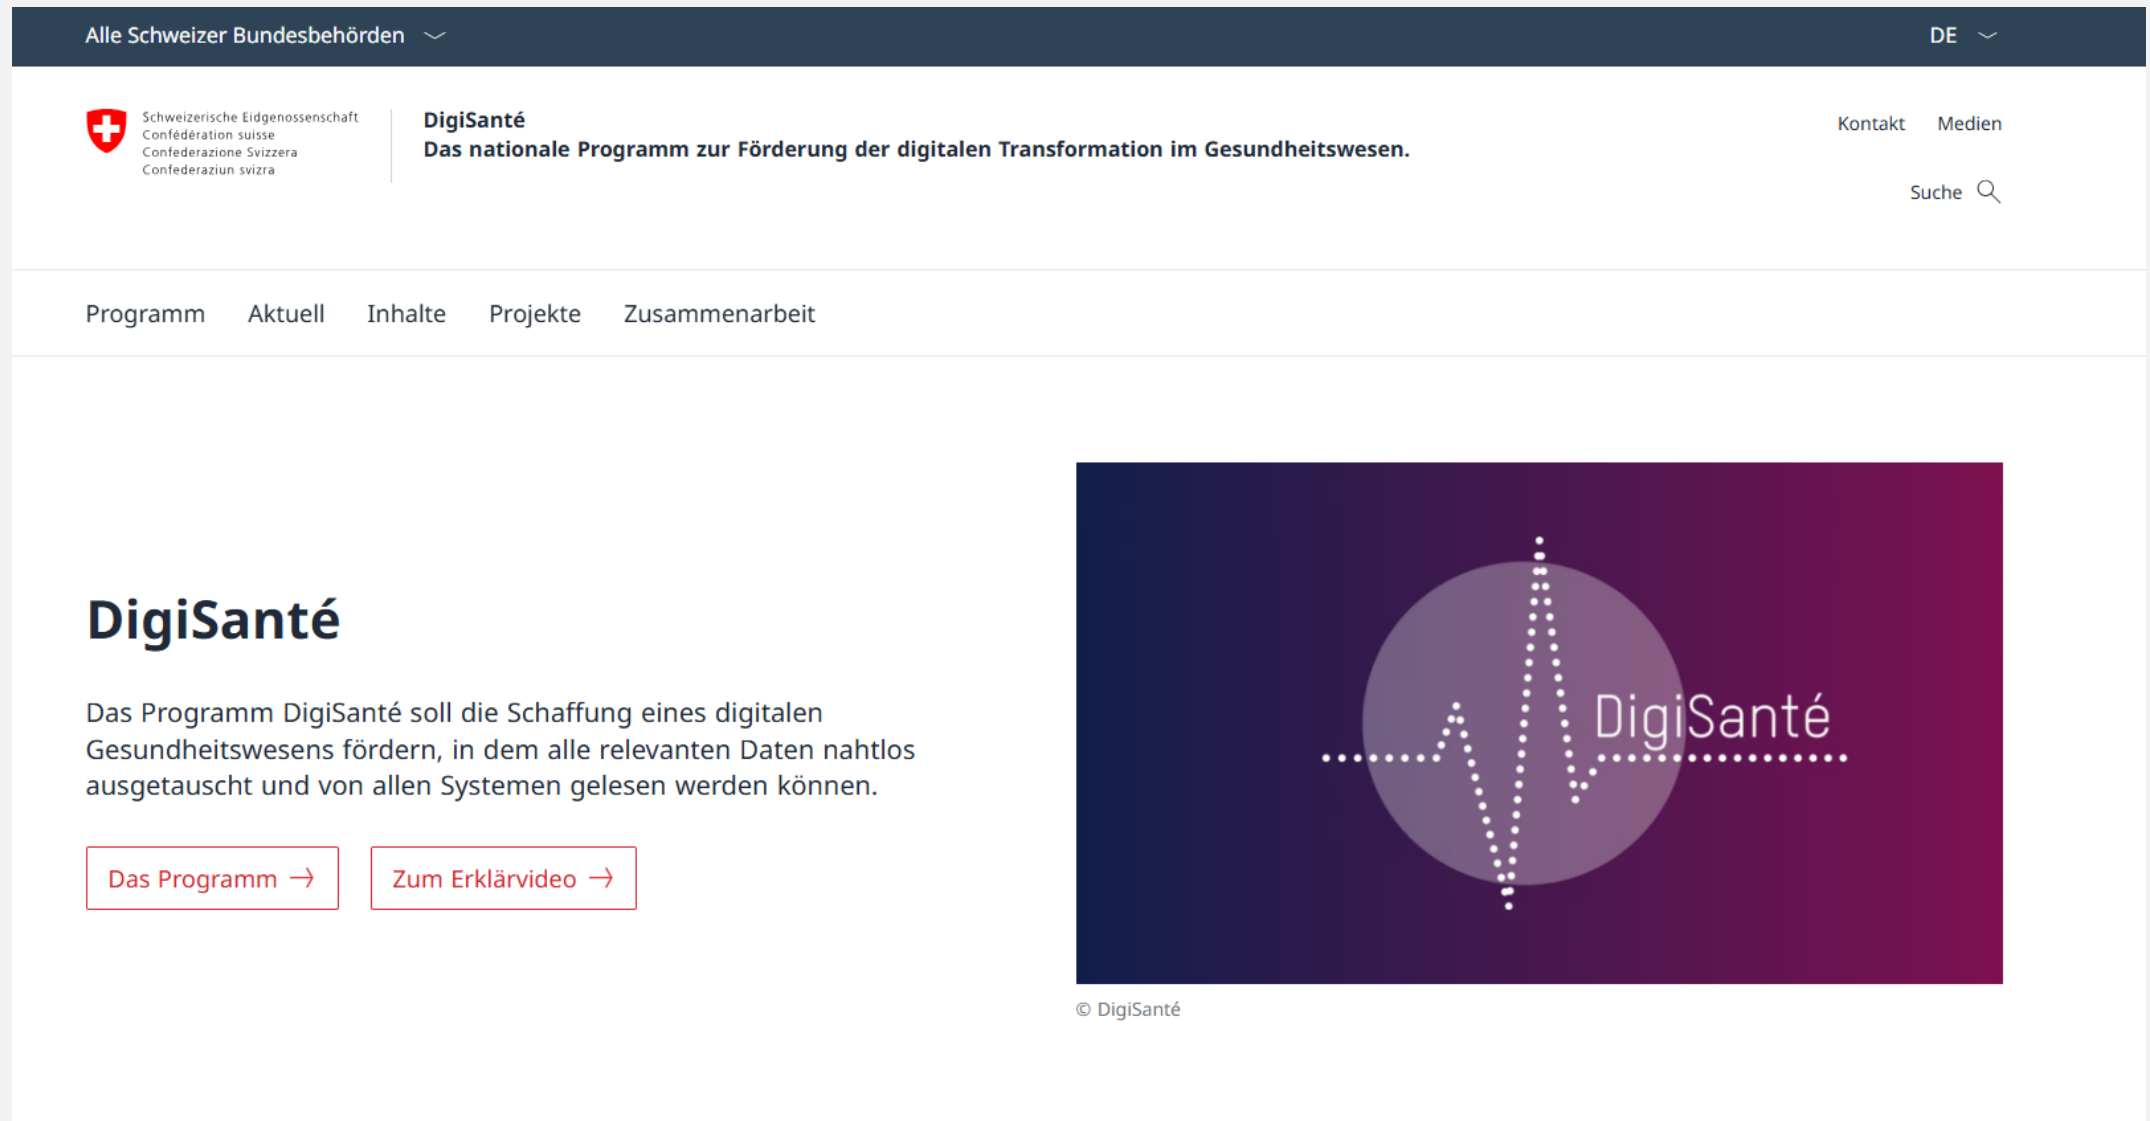 Alle Schweizer Bundesbehörden
DE
Schweizerische Eidgenossenschaft
Confédération suisse
Confederazione Svizzera
Confederaziun svizra
DigiSanté
Das nationale Programm zur Förderung der digitalen Transformation im Gesundheitswesen.
Kontakt Medien
Suche
Programm Aktuell Inhalte Projekte Zusammenarbeit
DigiSanté
Das Programm DigiSanté soll die Schaffung eines digitalen
Gesundheitswesens fördern, in dem alle relevanten Daten nahtlos
ausgetauscht und von allen Systemen gelesen werden können.
Das Programm
Zum Erklärvideo
DigiSanté
© DigiSanté